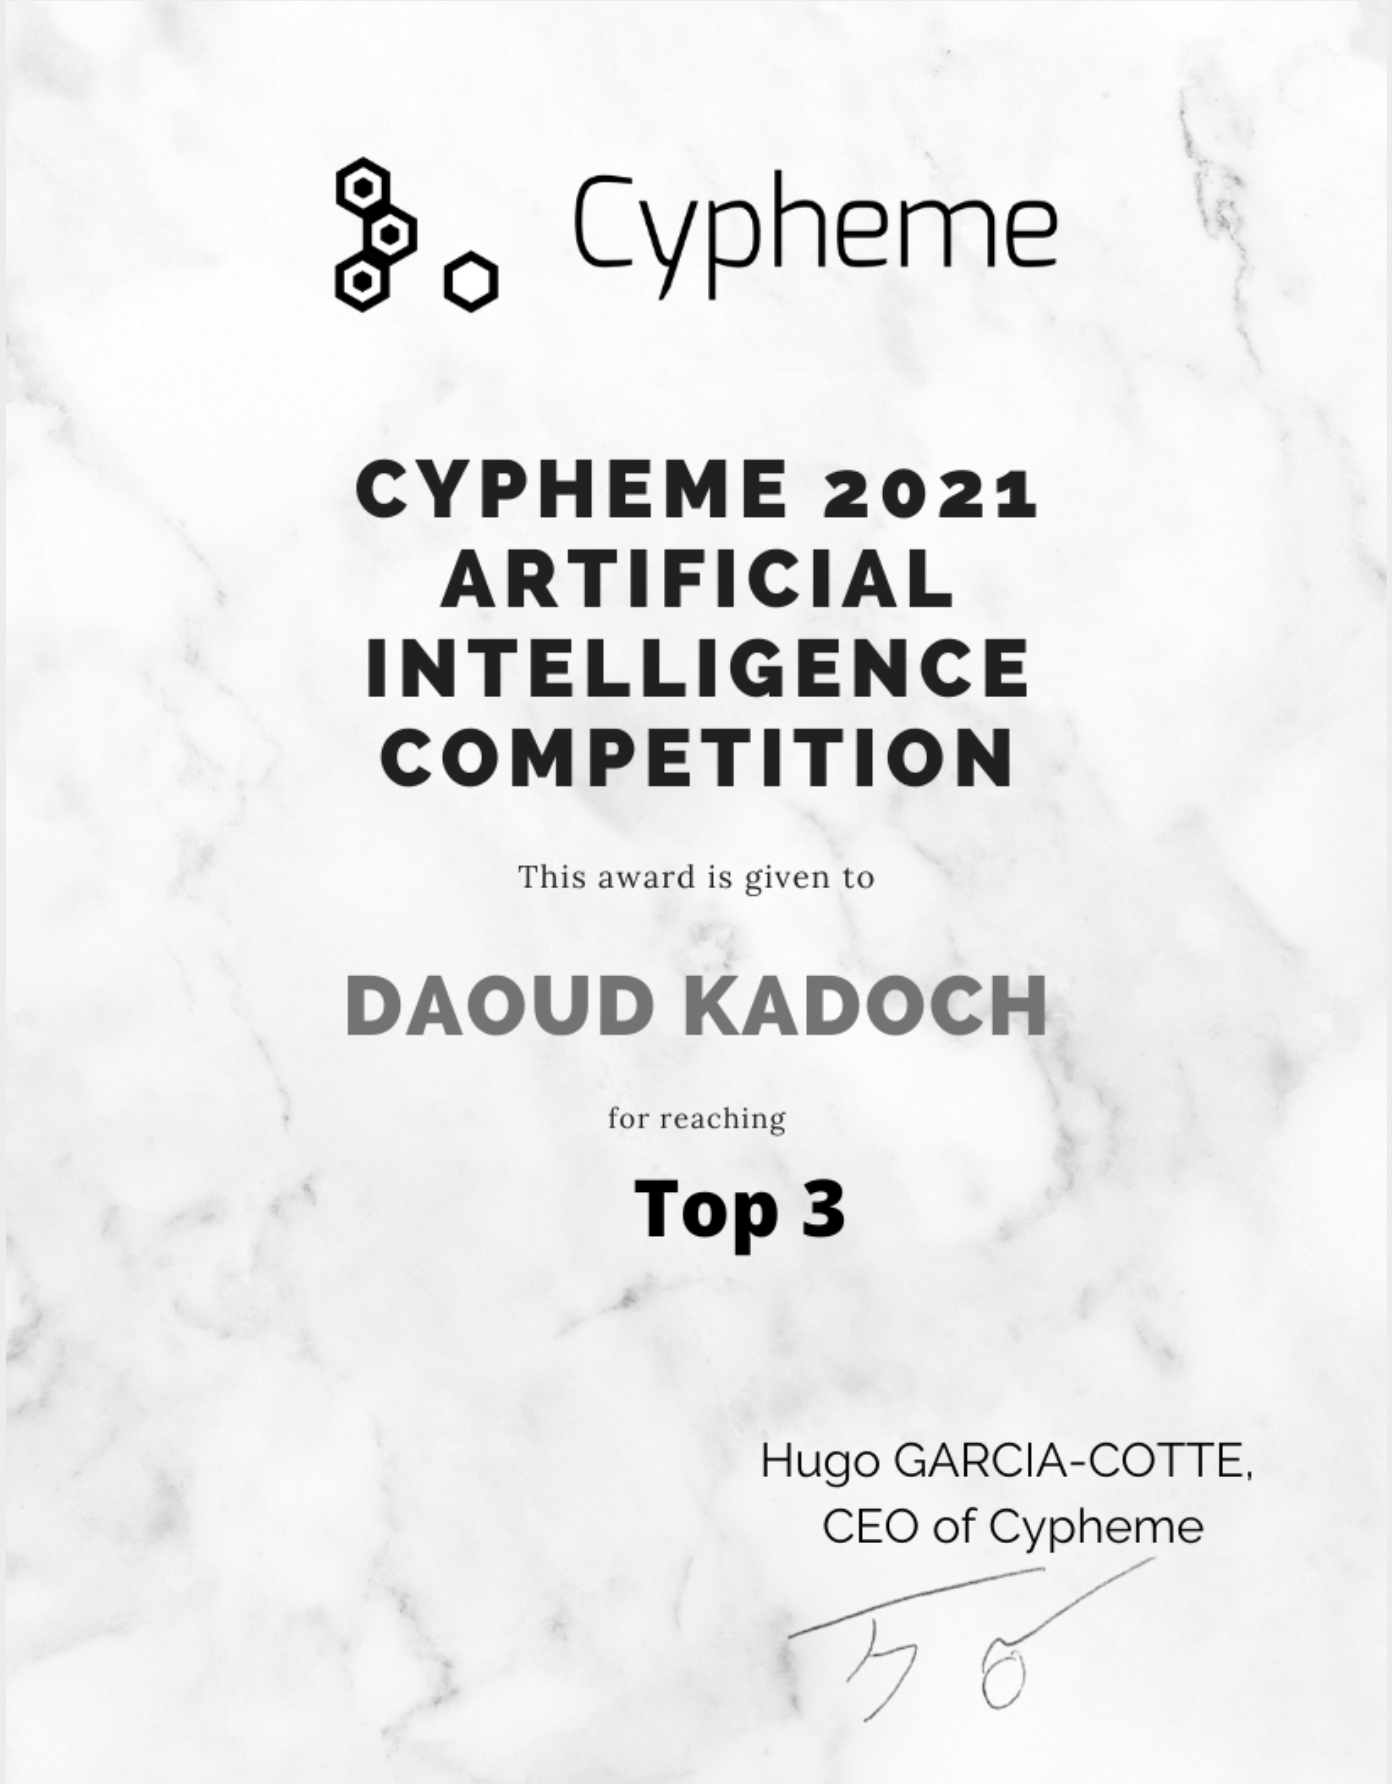 Cypheme
CYPHEME 2021
ARTIFICIAL
INTELLIGENCE
COMPETITION
This award is given to
DAOUD KADOCH
for reaching
Top 3
Hugo GARCIA-COTTE,
CEO of Cypheme